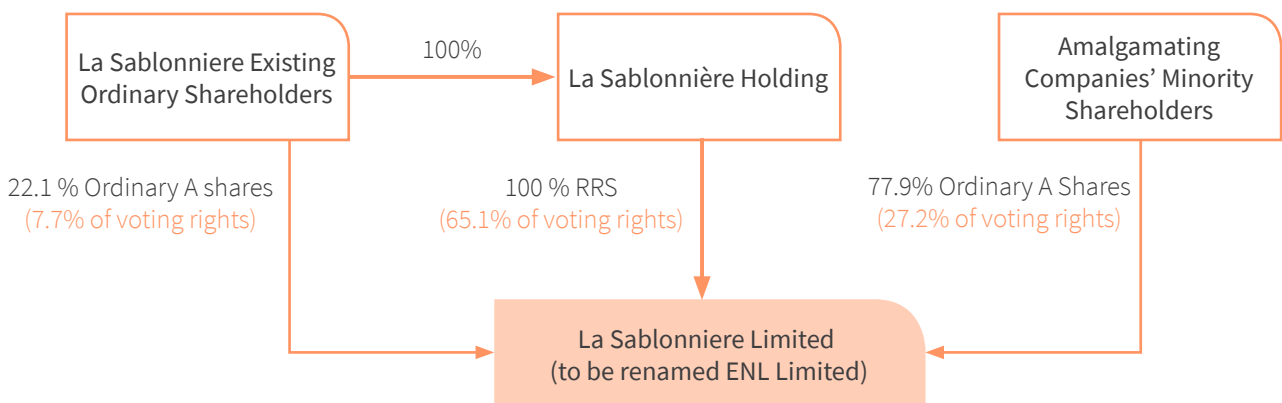 La Sablonniere Existing
Ordinary Shareholders
100%
La Sablonnière Holding
Amalgamating
Companies’ Minority
Shareholders
22.1 % Ordinary A shares
(7.7% of voting rights)
100 % RRS
(65.1% of voting rights)
77.9% Ordinary A Shares
(27.2% of voting rights)
La Sablonniere Limited
(to be renamed ENL Limited)